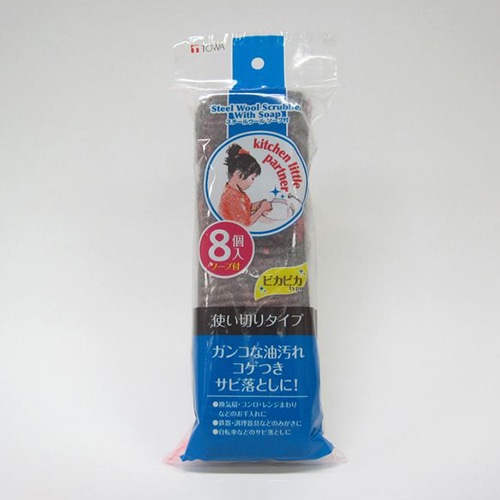 TOWA
Steel Wool Scrubber
With Soap
スチールウール ソープ付
kitchen little
partner
8個入
ソープ付
ピカピカ
type
使い切りタイプ
ガンコな油汚れ
コゲつき
サビ落としに!
●換気扇・コンロ・レンジまわり
などのお手入れに
●鉄器・調理器具などのみがきに
●自転車などのサビ落としに